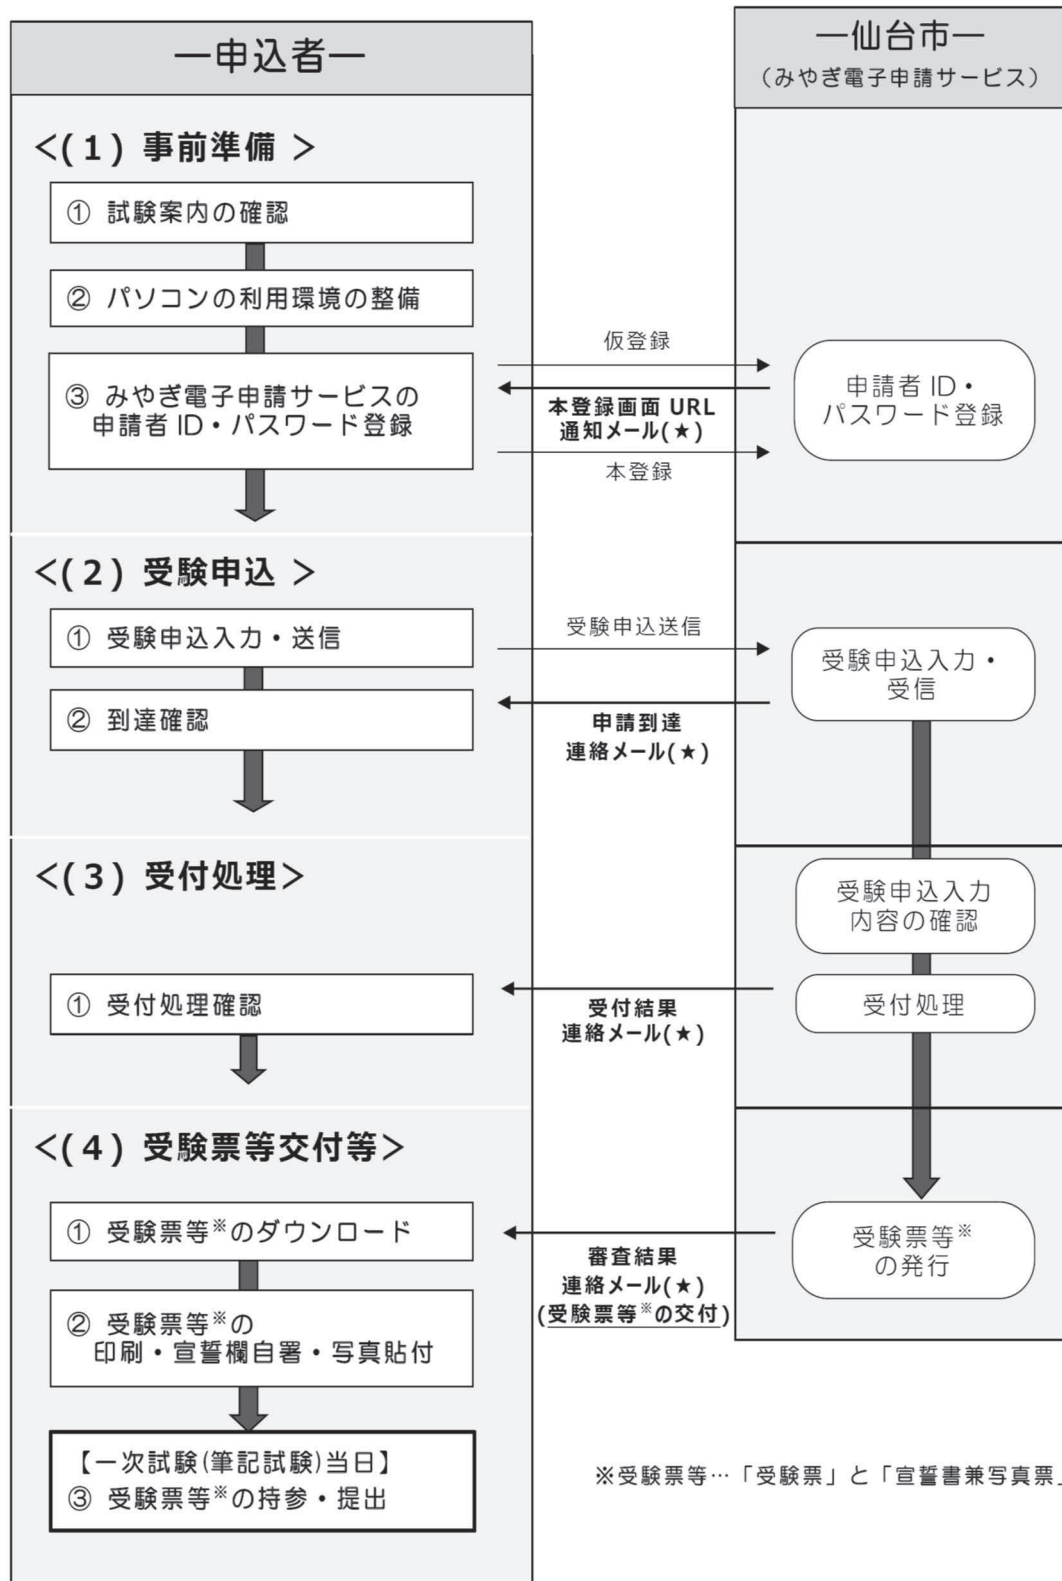 ―申込者―
―仙台市―
（みやぎ電子申請サービス）
<(1) 事前準備 >
① 試験案内の確認
② パソコンの利用環境の整備
③ みやぎ電子申請サービスの
申請者 ID・パスワード登録
仮登録
本登録画面 URL
通知メール(★)
本登録
申請者 ID・
パスワード登録
<(2) 受験申込 >
① 受験申込入力・送信
② 到達確認
受験申込送信
申請到達
連絡メール(★)
受験申込入力・
受信
<(3) 受付処理>
① 受付処理確認
受付結果
連絡メール(★)
受験申込入力
内容の確認
受付処理
<(4) 受験票等交付等>
① 受験票等※のダウンロード
② 受験票等※の
印刷・宣誓欄自署・写真貼付
【一次試験(筆記試験)当日】
③ 受験票等※の持参・提出
審査結果
連絡メール(★)
(受験票等※の交付)
受験票等※
の発行
※受験票等…「受験票」と「宣誓書兼写真票」